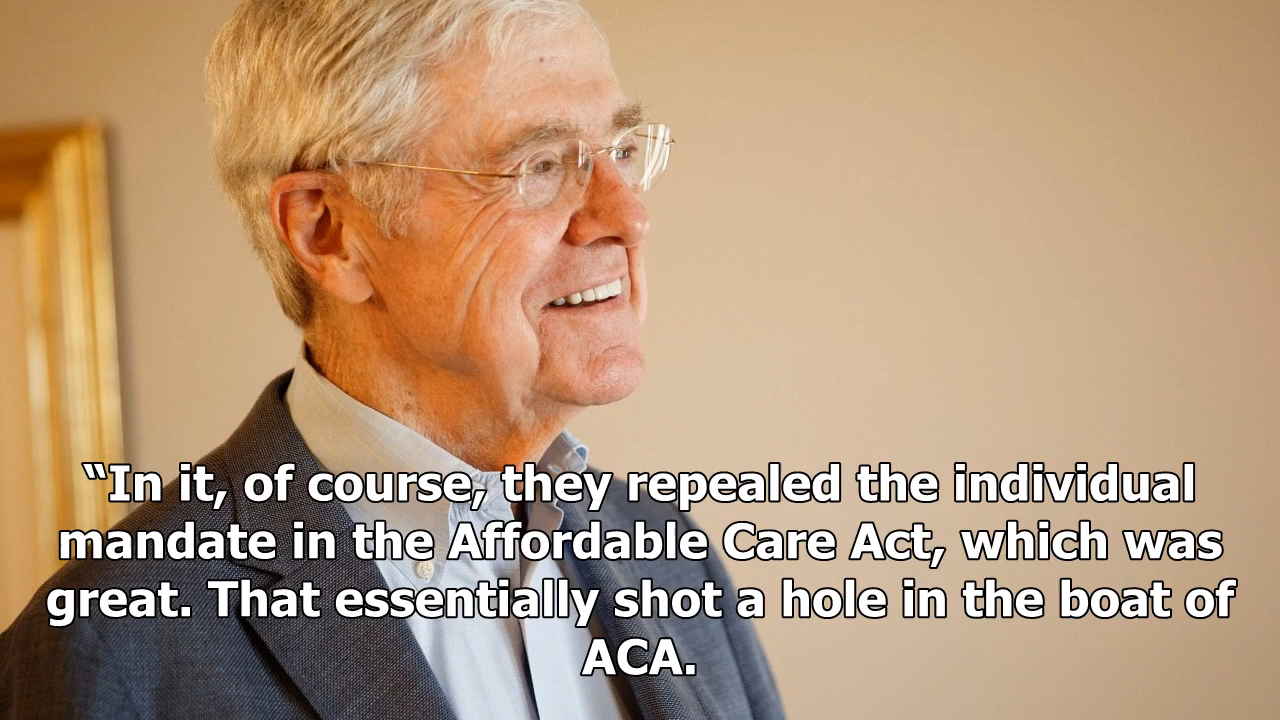 “In it, of course, they repealed the individual
mandate in the Affordable Care Act, which was
great. That essentially shot a hole in the boat of
ACA.